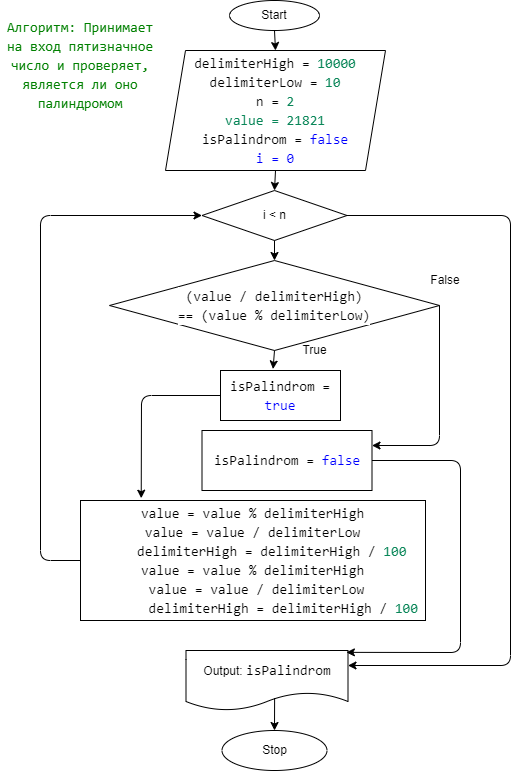 Start
Алгоритм: Принимает
на вход пятизначное
число и проверяет,
является ли оно
палиндромом
delimiterHigh = 10000
delimiterLow = 10
n = 2
value = 21821
isPalindrom = false
i = 0
i < n
False
(value / delimiterHigh)
== (value % delimiterLow)
True
isPalindrom =
true
isPalindrom = false
value = value % delimiterHigh
value = value / delimiterLow
delimiterHigh = delimiterHigh / 100
value = value % delimiterHigh
value = value / delimiterLow
delimiterHigh = delimiterHigh / 100
Output: isPalindrom
Stop